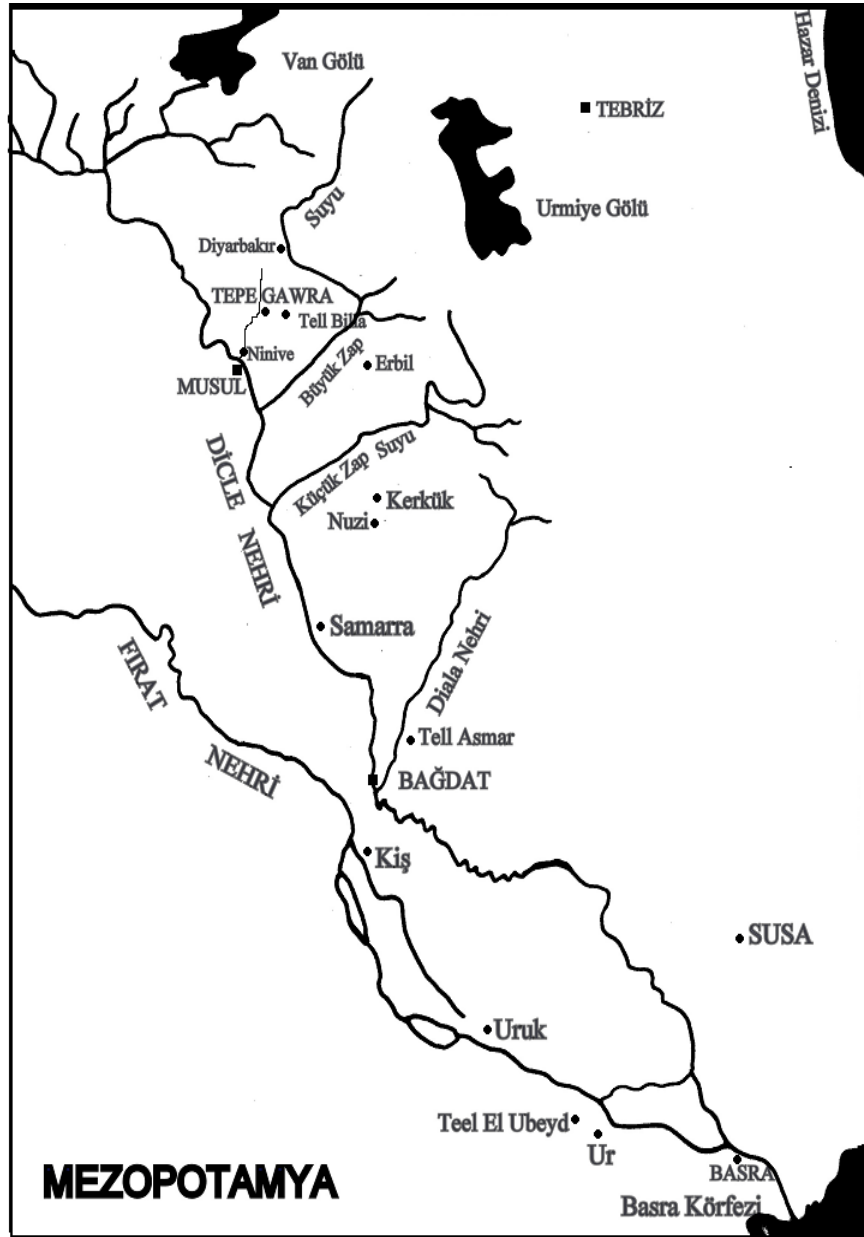 Van Gölü
Hazar Denizi
TEBRİZ
Urmiye Gölü
Suyu
Diyarbakır
TEPE GAWRA
Tell Billa
Ninive
MUSUL
Büyük Zap
Erbil
DİCLE NEHRİ
Küçük Zap Suyu
Kerkük
Nuzi
Samarra
Diala Nehri
FIRAT NEHRİ
Tell Asmar
BAĞDAT
Kiş
SUSA
Uruk
Teel El Ubeyd
Ur
BASRA
MEZOPOTAMYA
Basra Körfezi